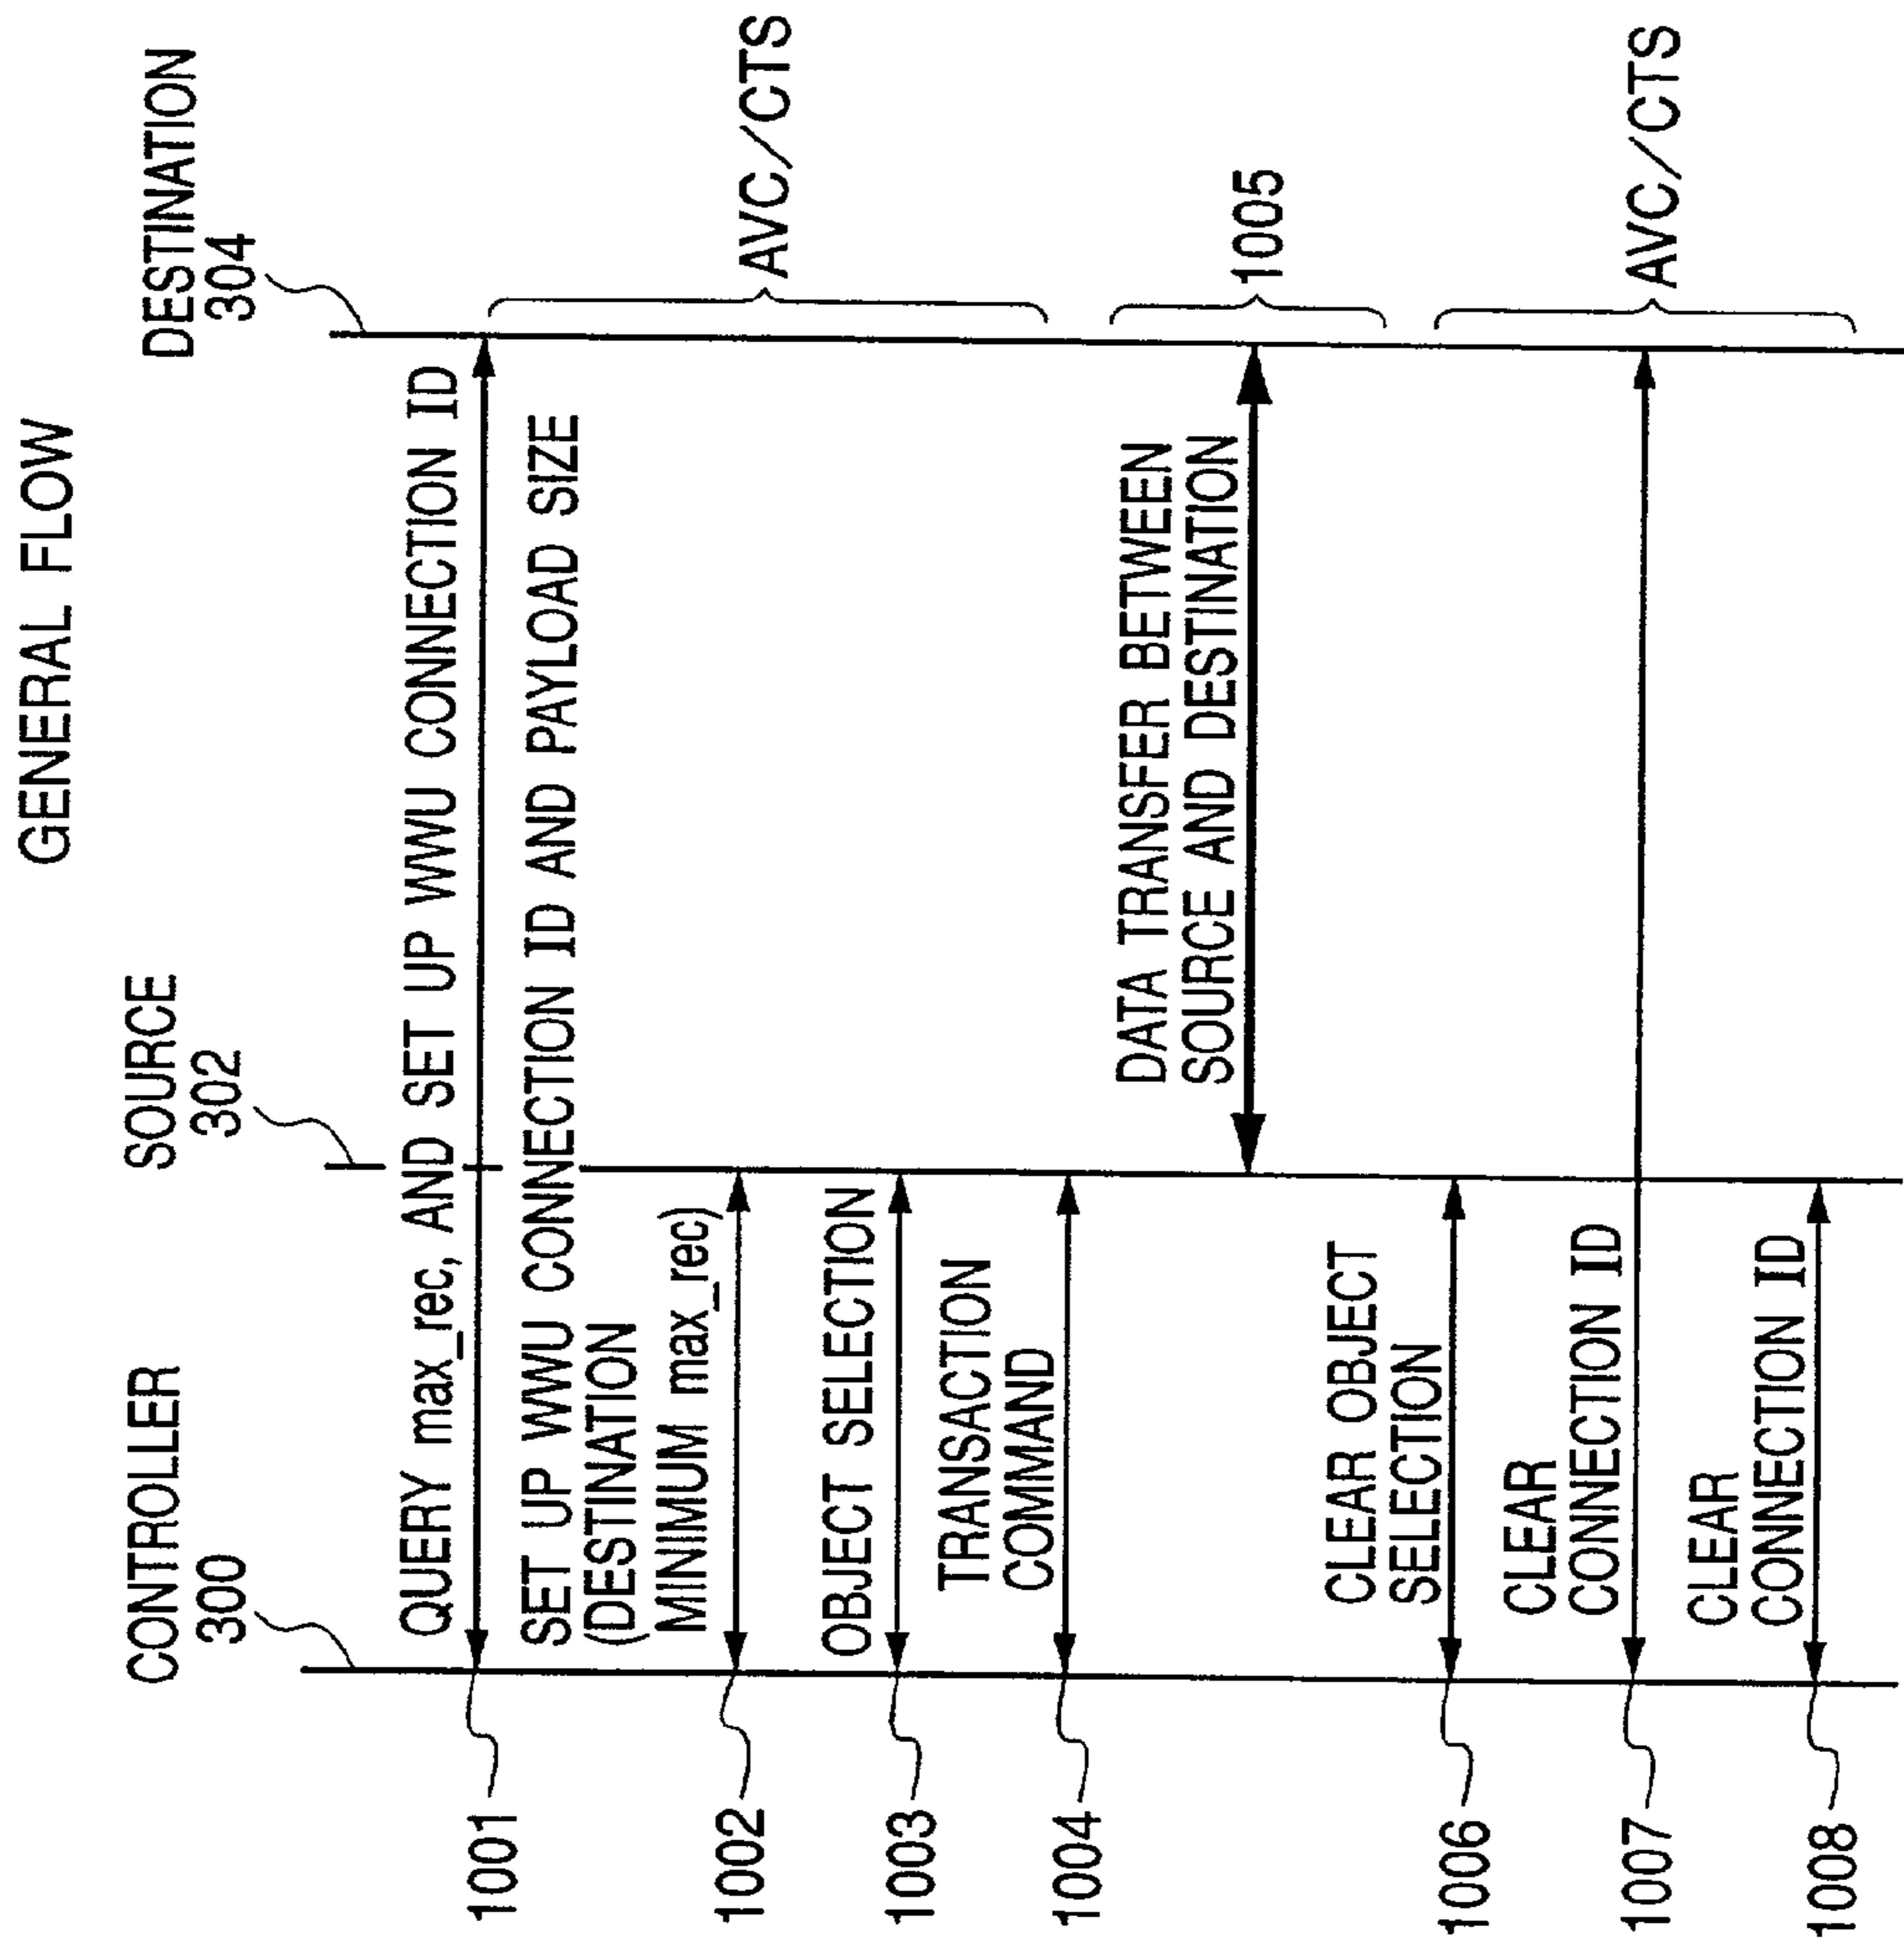 GENERAL FLOW
CONTROLLER
300
SOURCE
302
DESTINATION
304
1001
QUERY max_rec, AND SET UP WWU CONNECTION ID
SET UP WWU CONNECTION ID AND PAYLOAD SIZE
(DESTINATION
MINIMUM max_rec)
1002
OBJECT SELECTION
1003
TRANSACTION
COMMAND
1004
AVC/CTS
DATA TRANSFER BETWEEN
SOURCE AND DESTINATION
1005
CLEAR OBJECT
SELECTION
1006
CLEAR
CONNECTION ID
1007
CLEAR
CONNECTION ID
1008
AVC/CTS